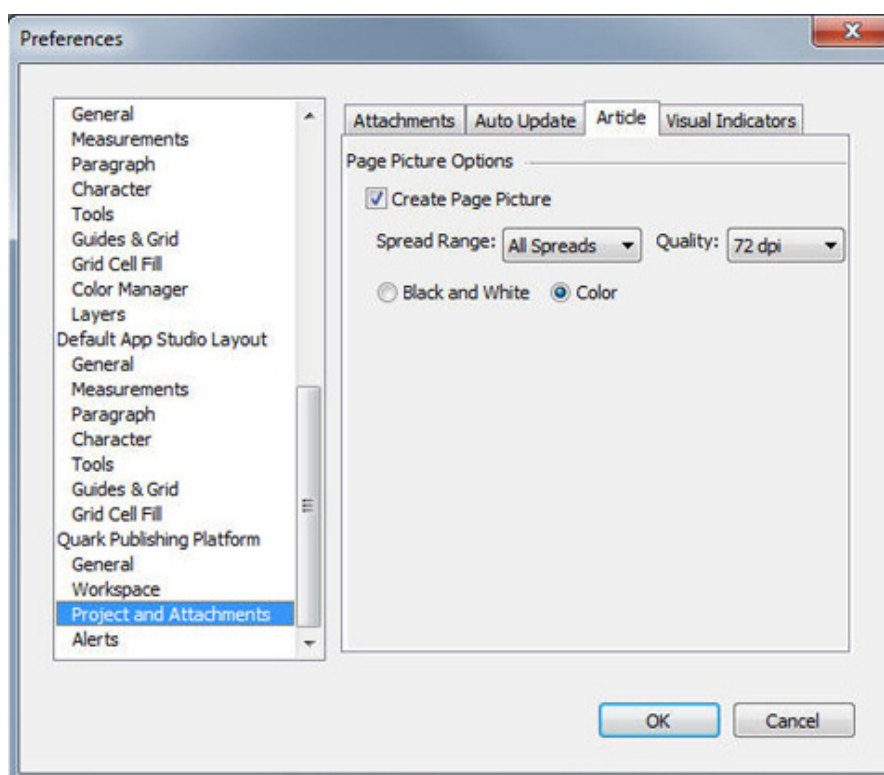 Preferences
General
Measurements
Paragraph
Character
Tools
Guides & Grid
Grid Cell Fill
Color Manager
Layers
Default App Studio Layout
General
Measurements
Paragraph
Character
Tools
Guides & Grid
Grid Cell Fill
Quark Publishing Platform
General
Workspace
Project and Attachments
Alerts
Attachments Auto Update Article Visual Indicators
Page Picture Options
Create Page Picture
Spread Range: All Spreads Quality: 72 dpi
Black and White Color
OK Cancel